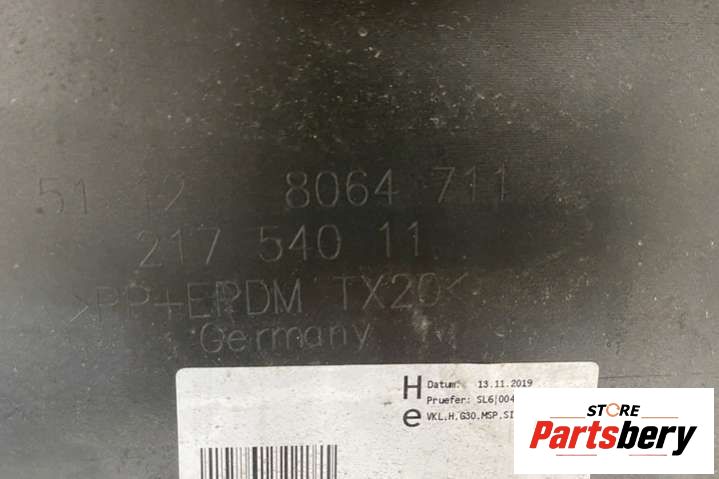 51 12 8064 711
217 540 11
>PP+EPDM TX20<
Germany
H Datum: 13.11.2019
Pruefer: SL6|004
e VKL.H.G30.MSP.SI
STORE
Partsbery